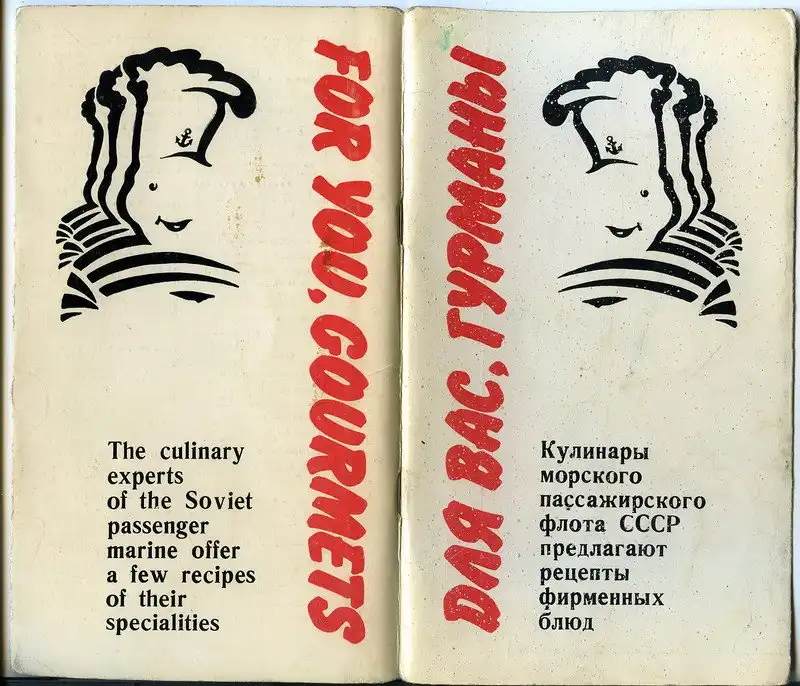 FOR YOU, GOURMETS
The culinary
experts
of the Soviet
passenger
marine offer
a few recipes
of their
specialities
ДЛЯ ВАС, ГУРМАНЫ
Кулинары
морского
пассажирского
флота СССР
предлагают
рецепты
фирменных
блюд